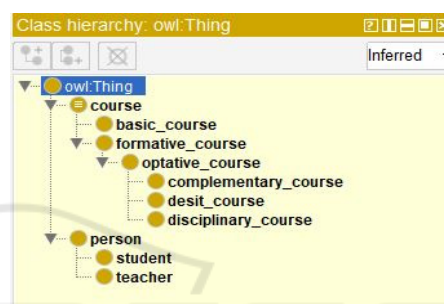 Class hierarchy: owl:Thing
Inferred
owl:Thing
course
basic_course
formative_course
optative_course
complementary_course
desit_course
disciplinary_course
person
student
teacher